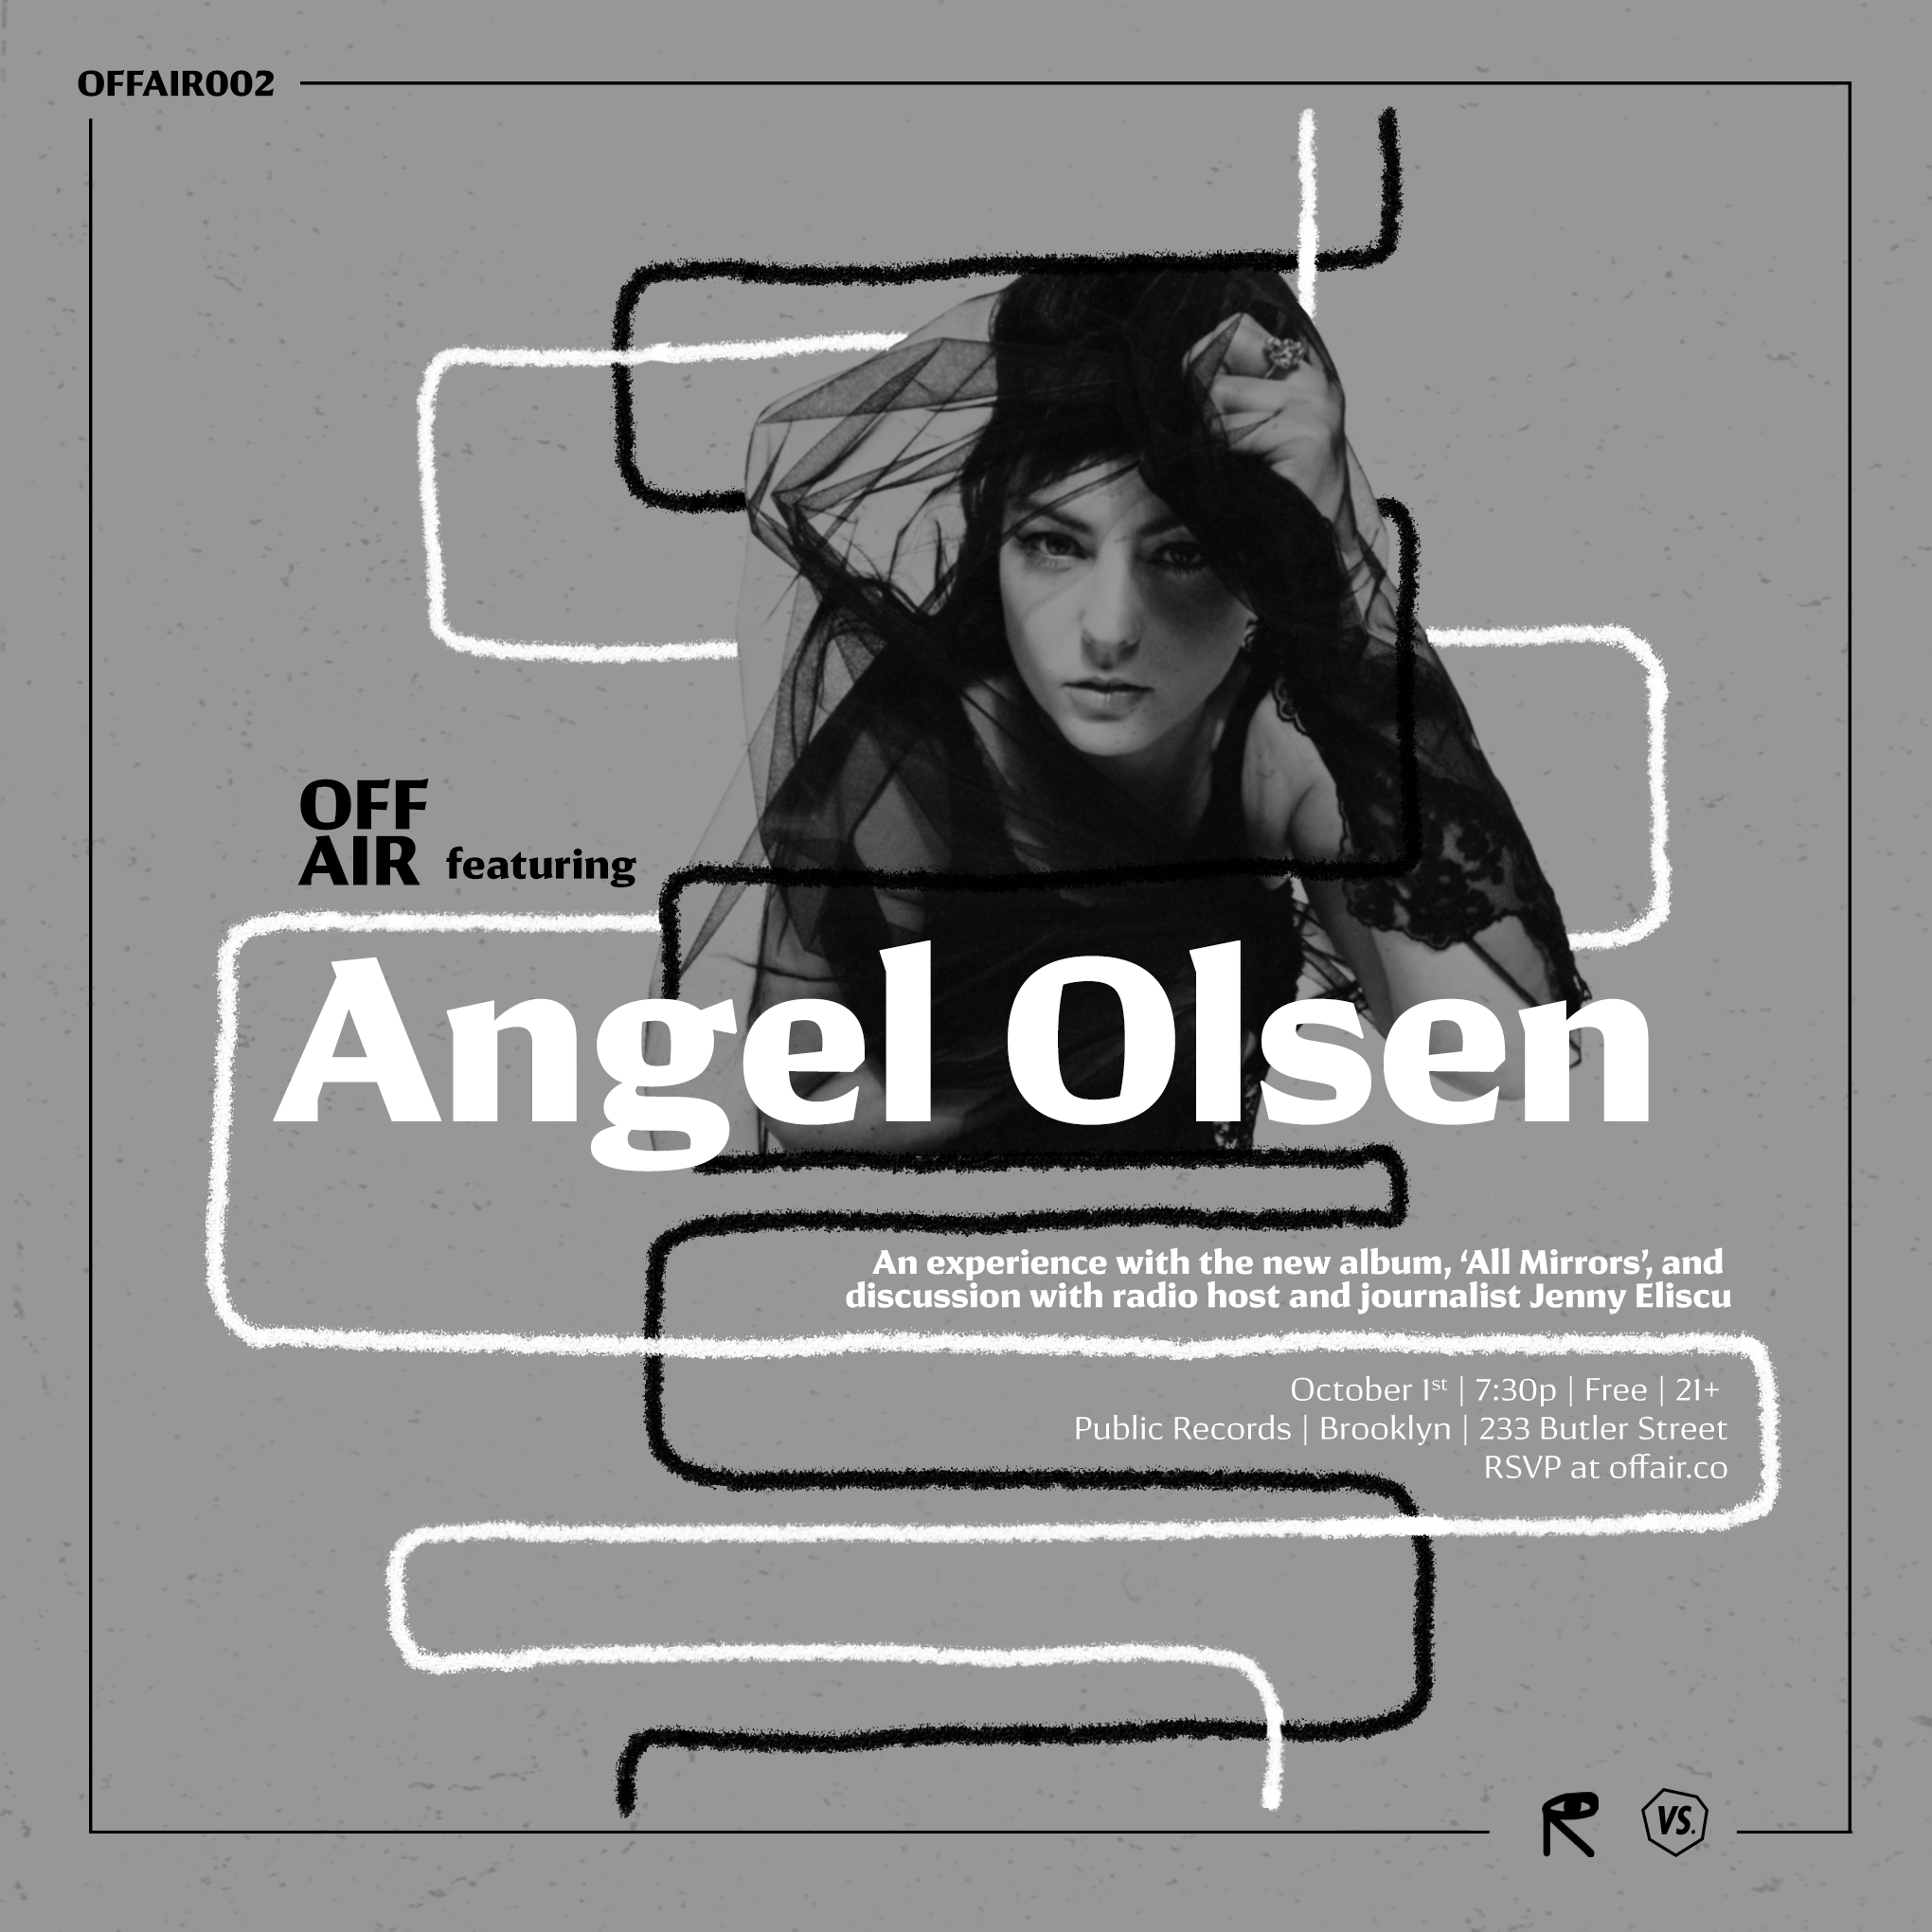 OFFAIR002
OFF
AIR featuring
Angel Olsen
An experience with the new album, ‘All Mirrors’, and
discussion with radio host and journalist Jenny Eliscu
October 1st | 7:30p | Free | 21+
Public Records | Brooklyn | 233 Butler Street
RSVP at offair.co
R VS.